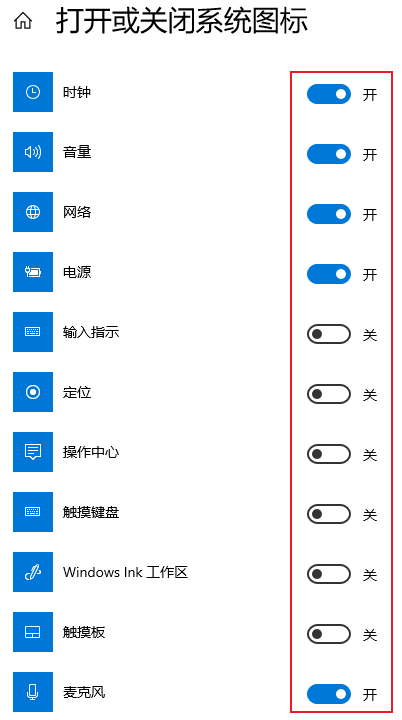 打开或关闭系统图标
时钟 开
音量 开
网络 开
电源 开
输入指示 关
定位 关
操作中心 关
触摸键盘 关
Windows Ink 工作区 关
触摸板 关
麦克风 开